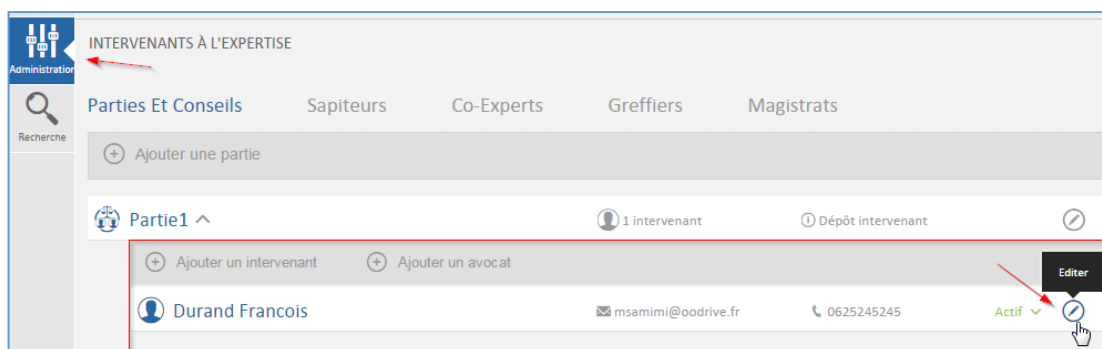 INTERVENANTS À L'EXPERTISE
Administration
Parties Et Conseils Sapiteurs Co-Experts Greffiers Magistrats
Recherche
Ajouter une partie
Partie1 1 intervenant Dépôt intervenant
Ajouter un intervenant Ajouter un avocat
Editer
Durand Francois msamimi@oodrive.fr 0625245245 Actif